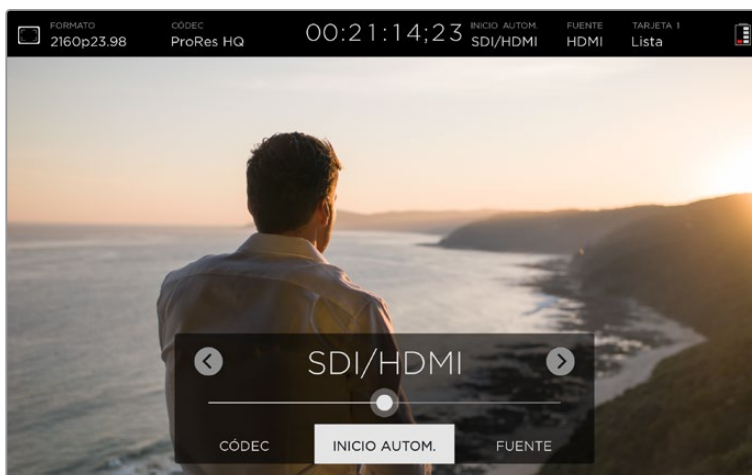 FORMATO CÓDEC 00:21:14;23 INICIO AUTOM. FUENTE TARJETA 1
2160p23.98 ProRes HQ SDI/HDMI HDMI Lista
SDI/HDMI
CÓDEC INICIO AUTOM. FUENTE